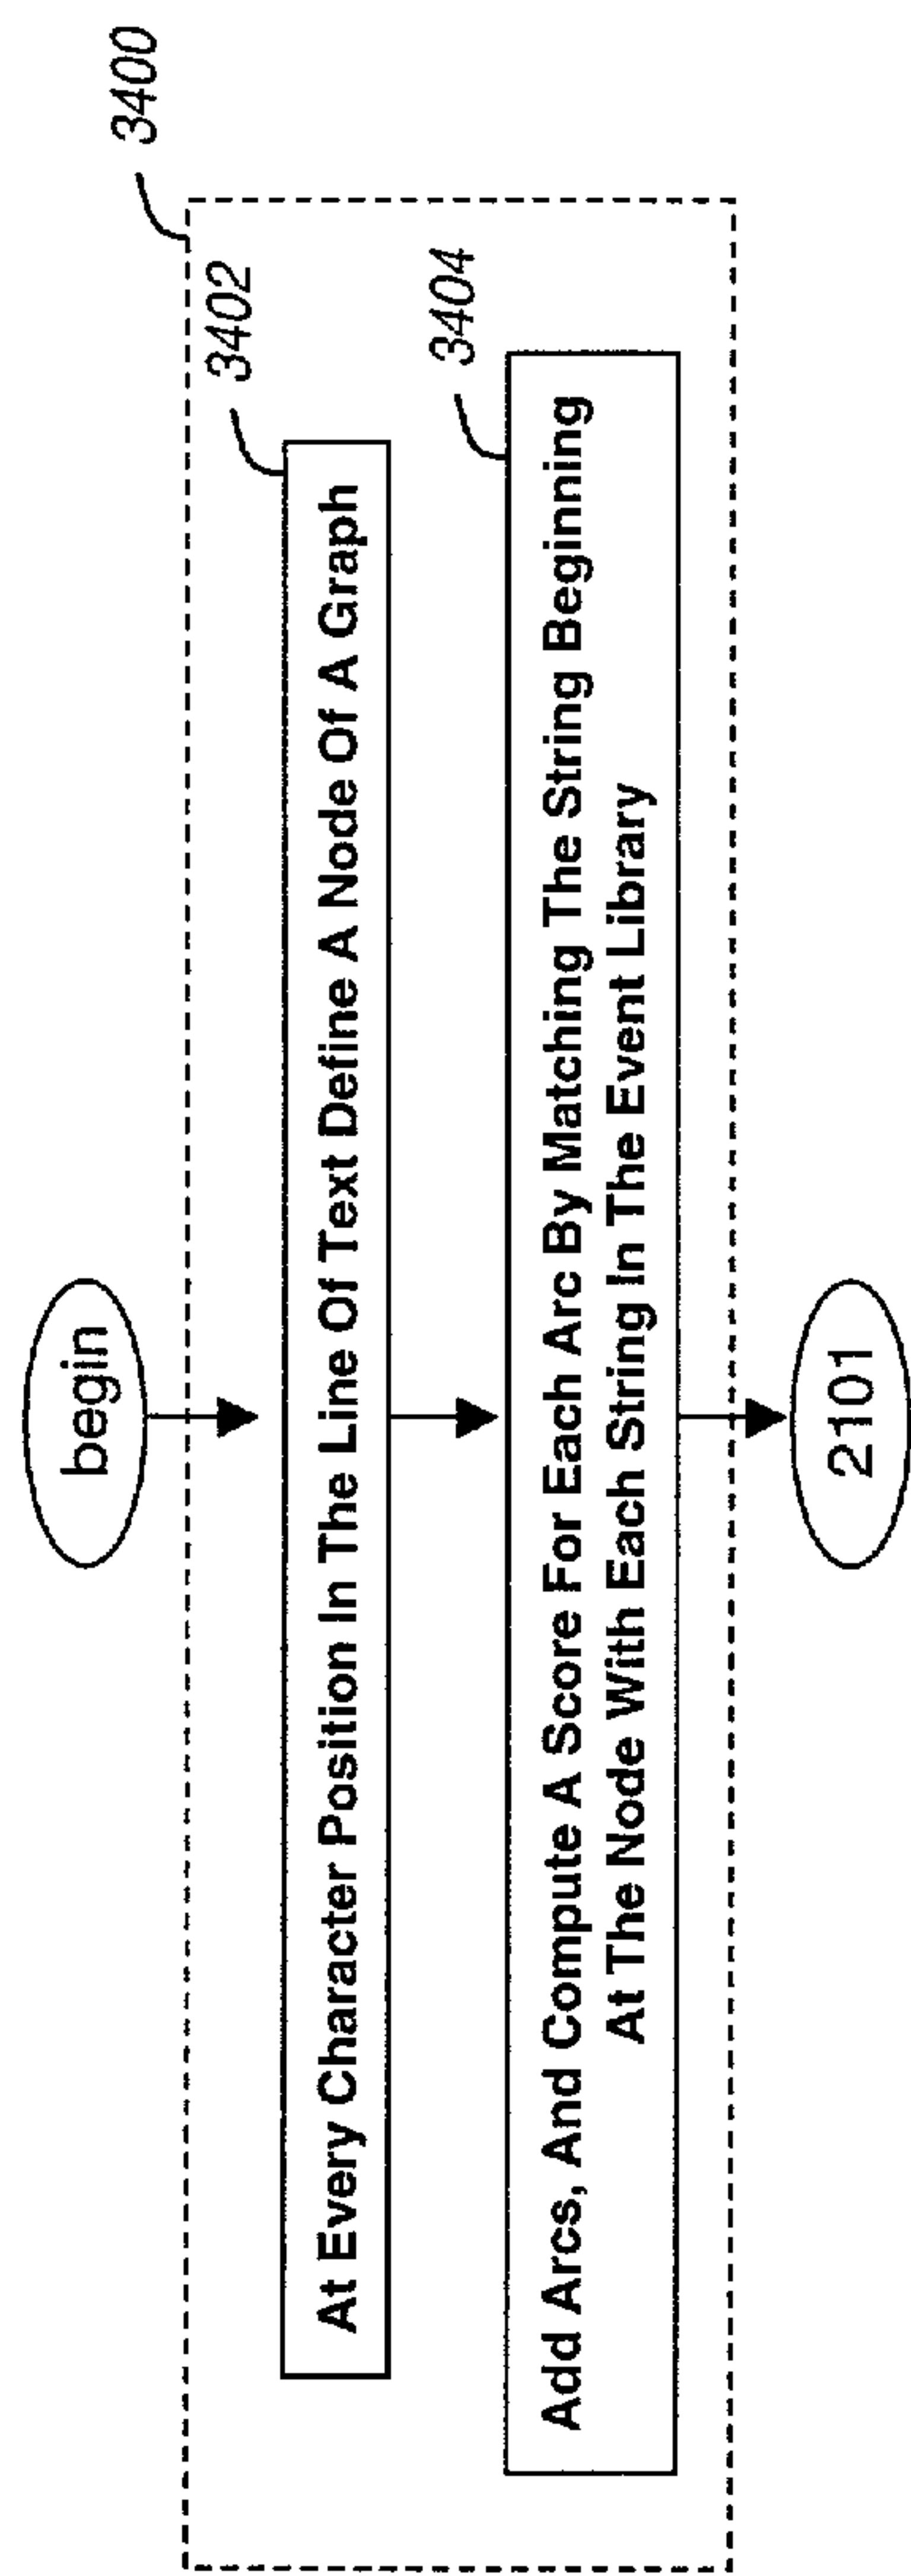 begin
3400
3402
At Every Character Position In The Line Of Text Define A Node Of A Graph
3404
Add Arcs, And Compute A Score For Each Arc By Matching The String Beginning
At The Node With Each String In The Event Library
2101